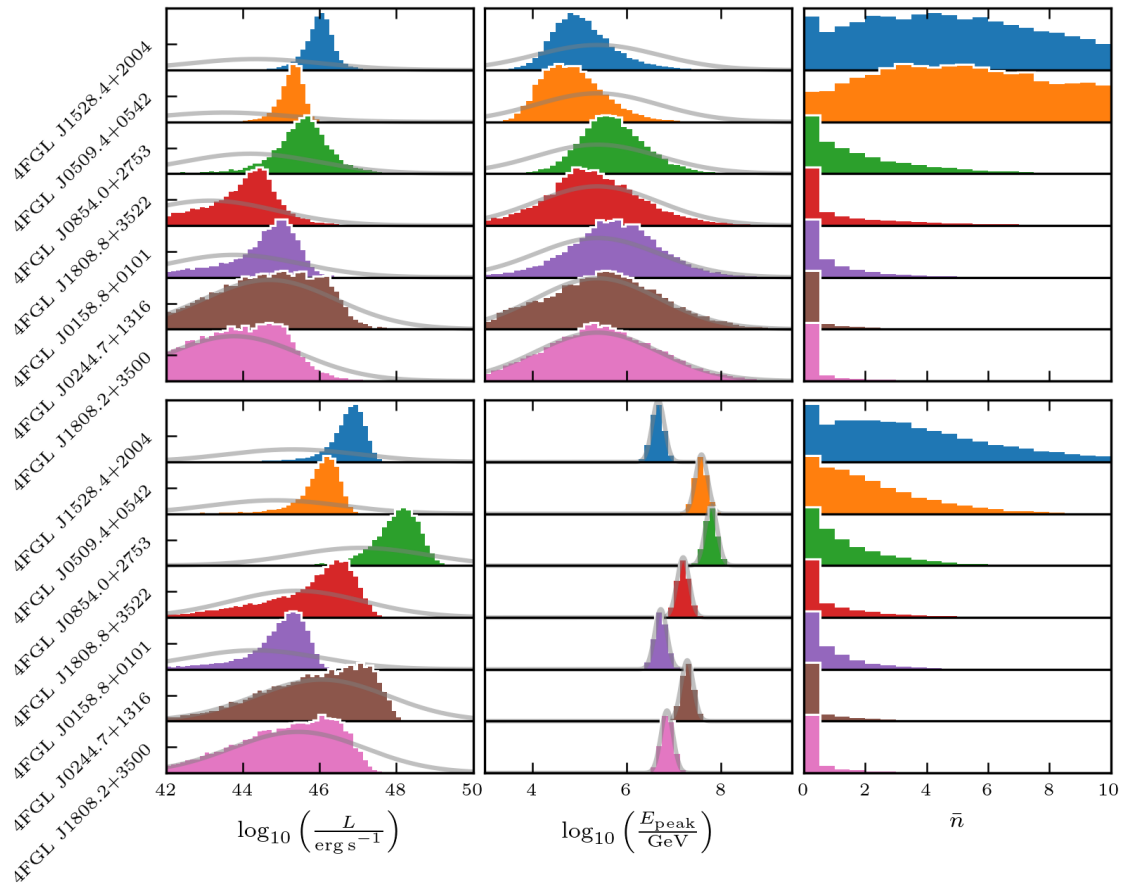 4FGL J1528.4+2004
4FGL J0509.4+0542
4FGL J0854.0+2753
4FGL J1808.8+3522
4FGL J0158.8+0101
4FGL J0244.7+1316
4FGL J1808.2+3500
4FGL J1528.4+2004
4FGL J0509.4+0542
4FGL J0854.0+2753
4FGL J1808.8+3522
4FGL J0158.8+0101
4FGL J0244.7+1316
4FGL J1808.2+3500
42 44 46 48 50 4 6 8 0 2 4 6 8 10
log₁₀ (L / erg s⁻¹) log₁₀ (E_peak / GeV) n̄